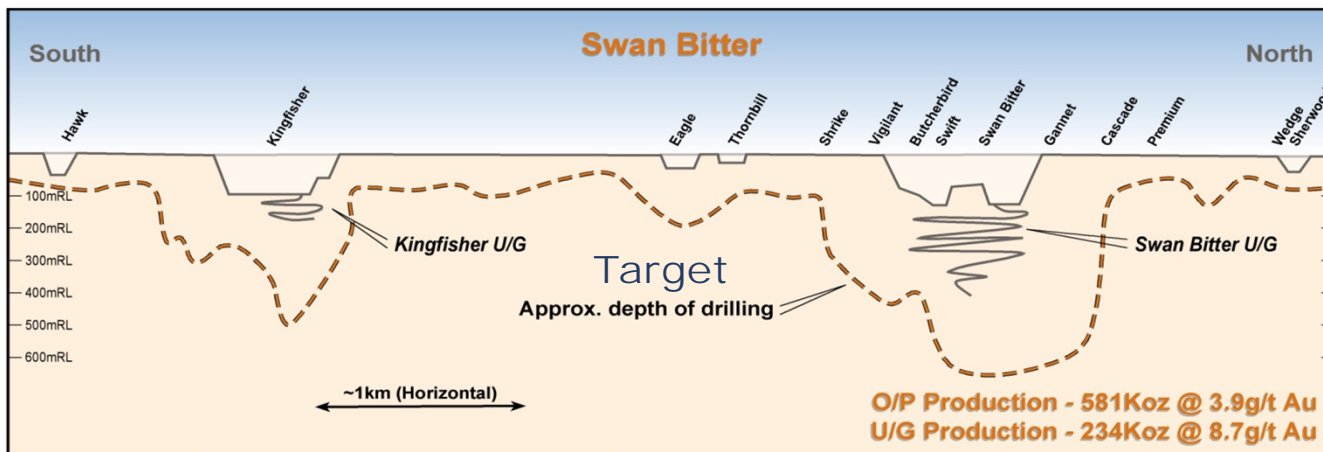 Swan Bitter
South
North
Hawk
Kingfisher
Eagle
Thornbill
Shrike
Vigilant
Butcherbird
Swift
Swan Bitter
Gannet
Cascade
Premium
Wedge
100mRL
200mRL
300mRL
400mRL
500mRL
600mRL
Kingfisher U/G
Target
Approx. depth of drilling
Swan Bitter U/G
~1km (Horizontal)
O/P Production - 581Koz @ 3.9g/t Au
U/G Production - 234Koz @ 8.7g/t Au